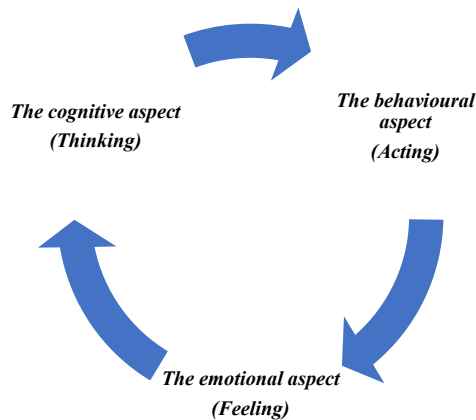 The cognitive aspect
(Thinking)
The behavioural
aspect
(Acting)
The emotional aspect
(Feeling)